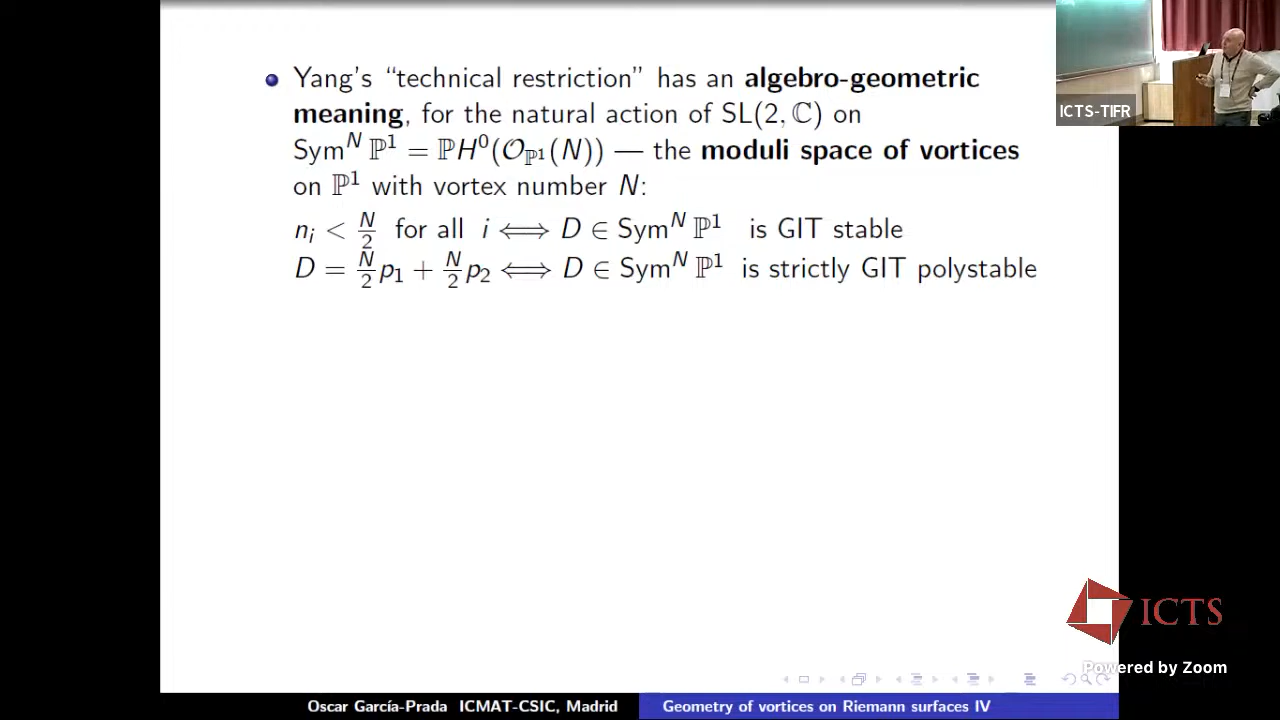 Yang's “technical restriction” has an algebro-geometric
meaning, for the natural action of SL(2, ℂ) on
Sym^N ℙ¹ = ℙH⁰(𝒪_ℙ¹(N)) — the moduli space of vortices
on ℙ¹ with vortex number N:
n_i < N/2 for all i ⟺ D ∈ Sym^N ℙ¹ is GIT stable
D = N/2 p₁ + N/2 p₂ ⟺ D ∈ Sym^N ℙ¹ is strictly GIT polystable
ICTS-TIFR
ICTS
Powered by Zoom
Oscar García-Prada ICMAT-CSIC, Madrid Geometry of vortices on Riemann surfaces IV